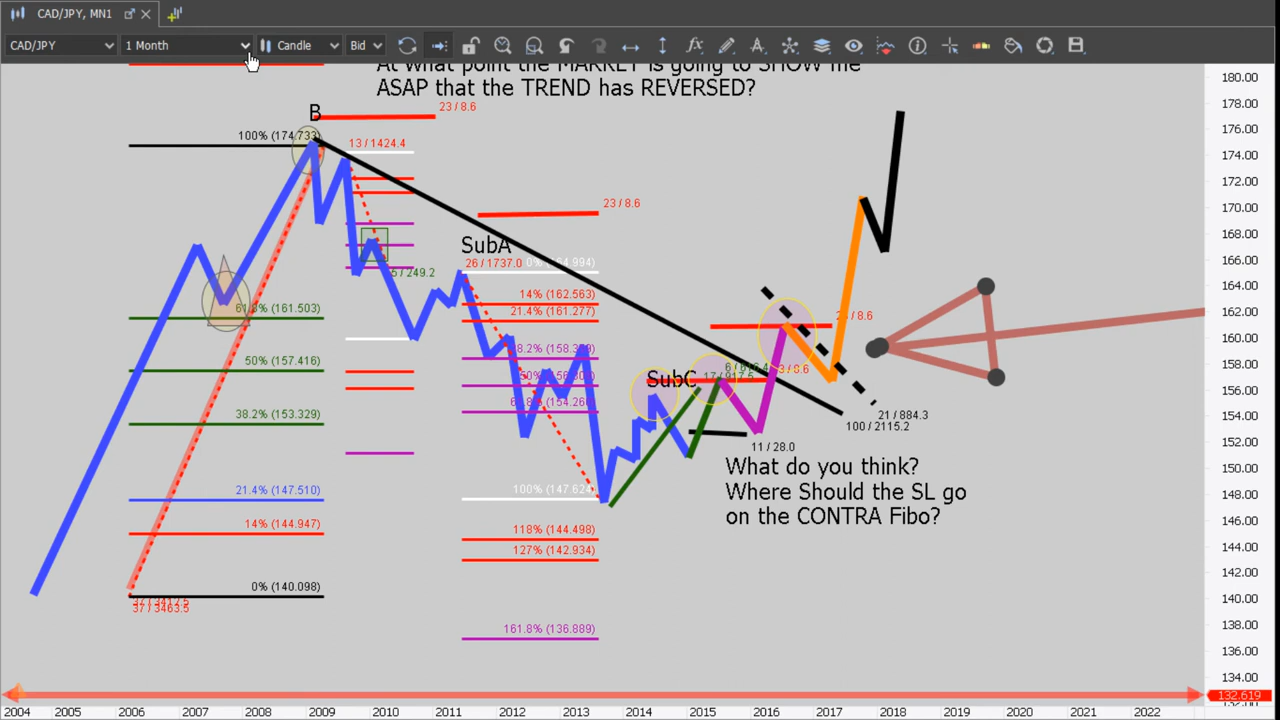 CAD/JPY, MN1
CAD/JPY 1 Month Candle Bid
At what point the MARKET is going to SHOW me
ASAP that the TREND has REVERSED?
B
23 / 8.6
100% (174.733)
13 / 1424.4
23 / 8.6
SubA
26 / 1737.0
5 / 249.2
14% (162.563)
21.4% (161.277)
61.8% (161.503)
50% (157.416)
38.2% (153.329)
SubC
21 / 884.3
100 / 2115.2
11 / 28.0
What do you think?
Where Should the SL go
on the CONTRA Fibo?
21.4% (147.510)
14% (144.947)
0% (140.098)
37 / 3463.5
118% (144.498)
127% (142.934)
161.8% (136.889)
180.00
178.00
176.00
174.00
172.00
170.00
168.00
166.00
164.00
162.00
160.00
158.00
156.00
154.00
152.00
150.00
148.00
146.00
144.00
142.00
140.00
138.00
136.00
134.00
132.619
2004 2005 2006 2007 2008 2009 2010 2011 2012 2013 2014 2015 2016 2017 2018 2019 2020 2021 2022